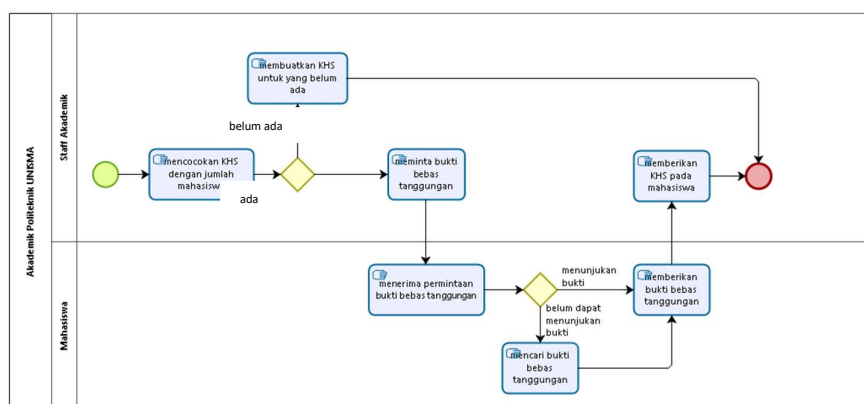 Akademik Politeknik UNISMA
Staff Akademik
membuatkan KHS
untuk yang belum
ada
belum ada
mencocokan KHS
dengan jumlah
mahasiswa
ada
meminta bukti
bebas
tanggungan
memberikan
KHS pada
mahasiswa
Mahasiswa
menerima permintaan
bukti bebas tanggungan
menunjukan
bukti
memberikan
bukti bebas
tanggungan
belum dapat
menunjukan
bukti
mencari bukti
bebas
tanggungan